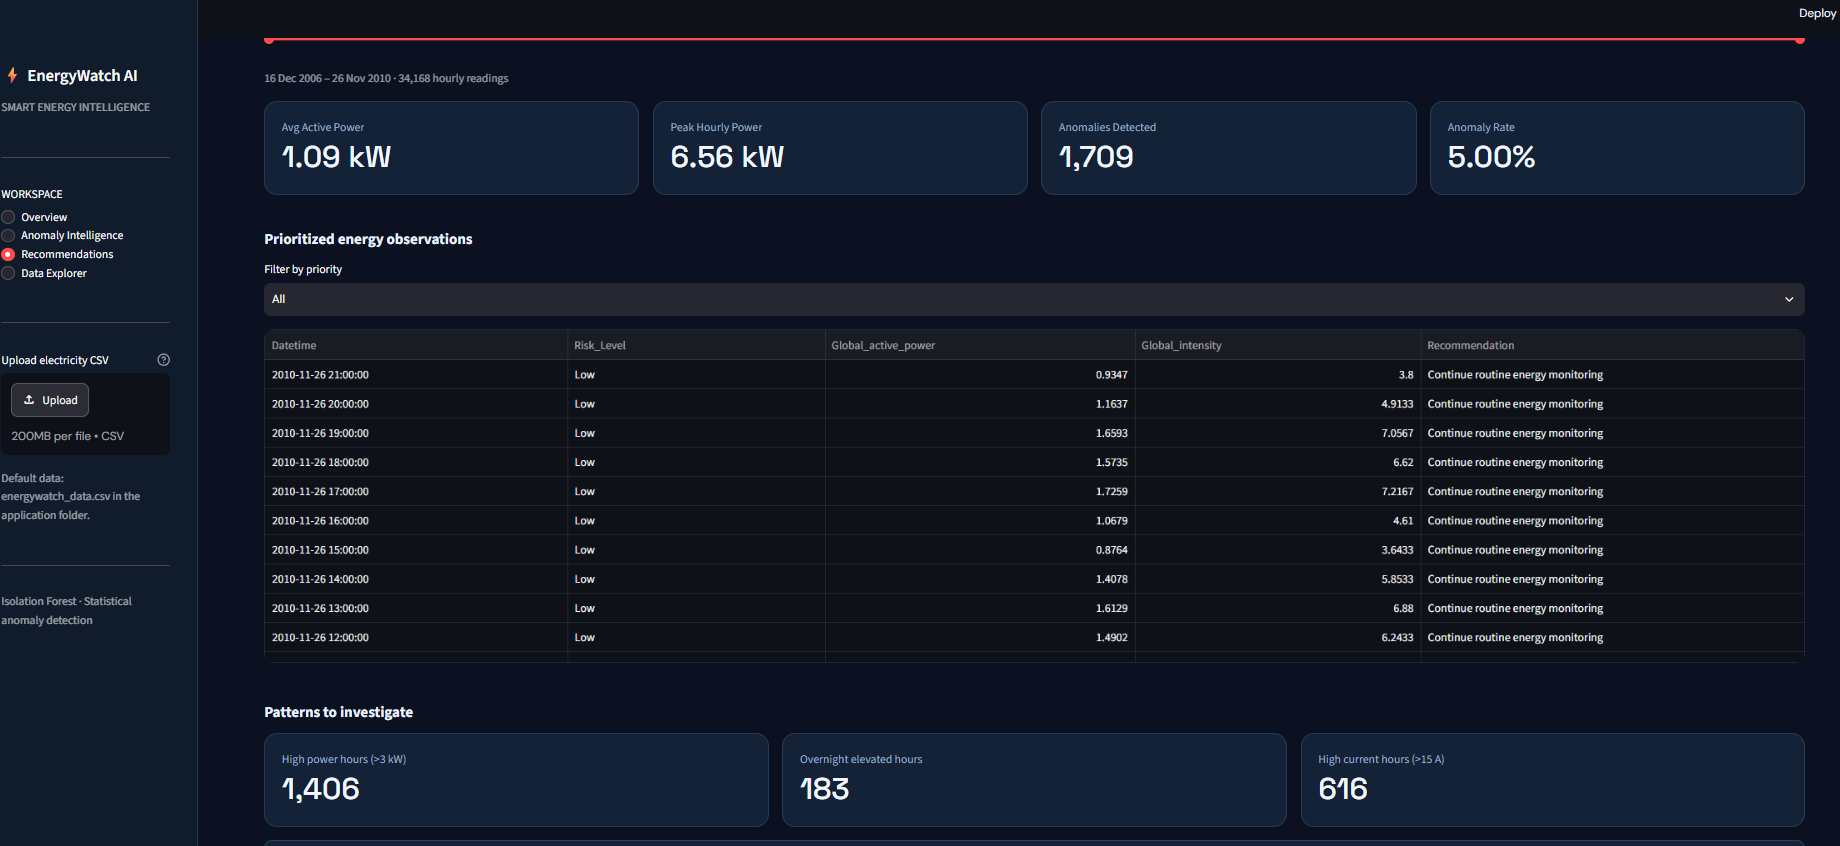 Deploy
EnergyWatch AI
SMART ENERGY INTELLIGENCE
WORKSPACE
Overview
Anomaly Intelligence
Recommendations
Data Explorer
Upload electricity CSV
Upload
200MB per file • CSV
Default data:
energywatch_data.csv in the
application folder.
Isolation Forest · Statistical
anomaly detection
16 Dec 2006 – 26 Nov 2010 · 34,168 hourly readings
Avg Active Power
1.09 kW
Peak Hourly Power
6.56 kW
Anomalies Detected
1,709
Anomaly Rate
5.00%
Prioritized energy observations
Filter by priority
All
Datetime Risk_Level Global_active_power Global_intensity Recommendation
2010-11-26 21:00:00 Low 0.9347 3.8 Continue routine energy monitoring
2010-11-26 20:00:00 Low 1.1637 4.9133 Continue routine energy monitoring
2010-11-26 19:00:00 Low 1.6593 7.0567 Continue routine energy monitoring
2010-11-26 18:00:00 Low 1.5735 6.62 Continue routine energy monitoring
2010-11-26 17:00:00 Low 1.7259 7.2167 Continue routine energy monitoring
2010-11-26 16:00:00 Low 1.0679 4.61 Continue routine energy monitoring
2010-11-26 15:00:00 Low 0.8764 3.6433 Continue routine energy monitoring
2010-11-26 14:00:00 Low 1.4078 5.8533 Continue routine energy monitoring
2010-11-26 13:00:00 Low 1.6129 6.88 Continue routine energy monitoring
2010-11-26 12:00:00 Low 1.4902 6.2433 Continue routine energy monitoring
Patterns to investigate
High power hours (>3 kW)
1,406
Overnight elevated hours
183
High current hours (>15 A)
616